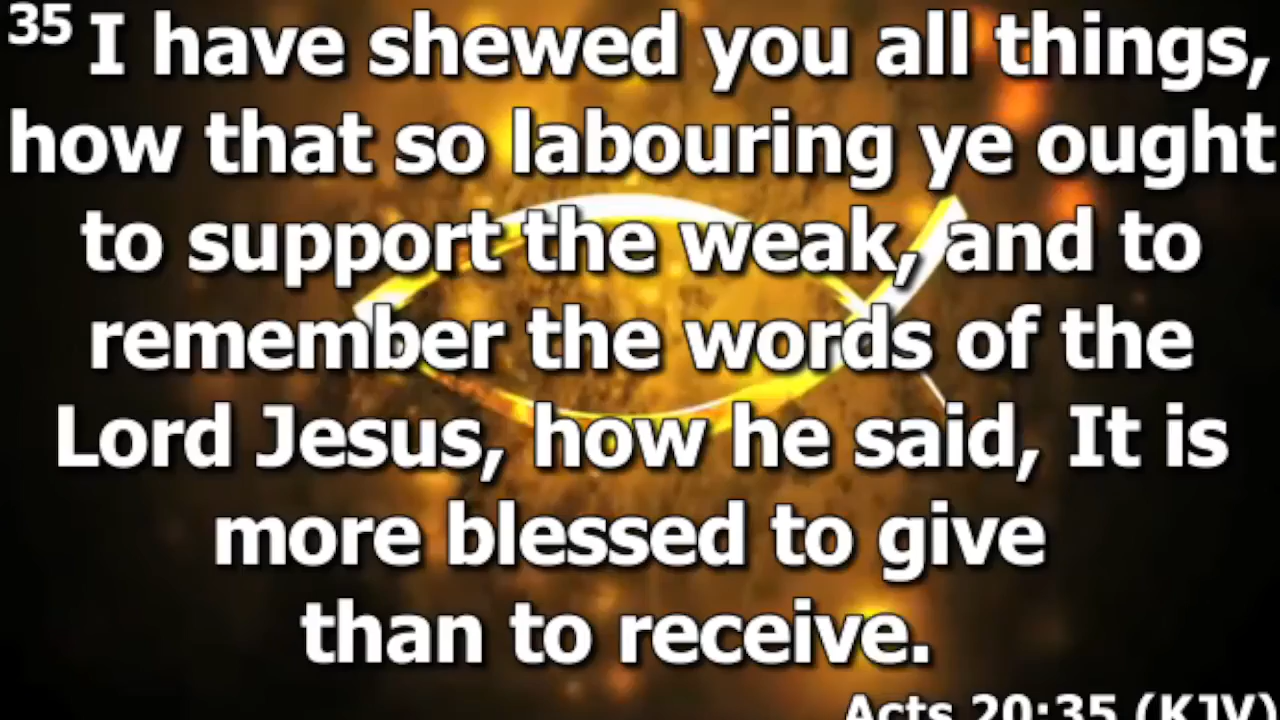 35 I have shewed you all things,
how that so labouring ye ought
to support the weak, and to
remember the words of the
Lord Jesus, how he said, It is
more blessed to give
than to receive.
Acts 20:35 (KJV)